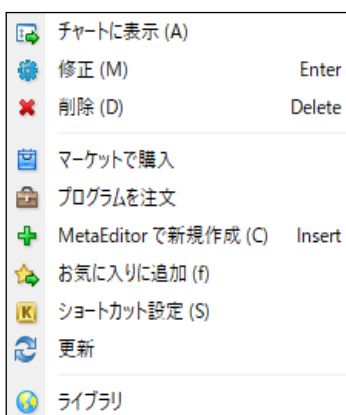 チャートに表示 (A)
修正 (M) Enter
削除 (D) Delete
マーケットで購入
プログラムを注文
MetaEditor で新規作成 (C) Insert
お気に入りに追加 (f)
ショートカット設定 (S)
更新
ライブラリ